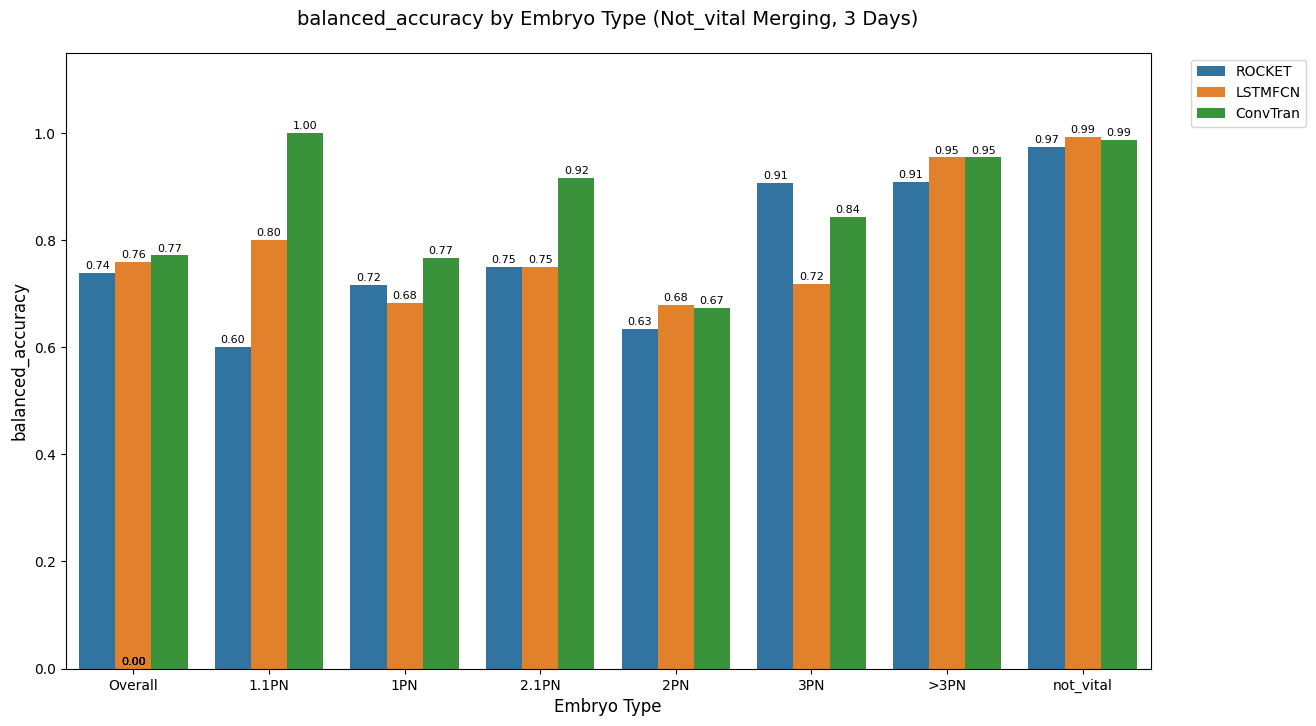 balanced_accuracy by Embryo Type (Not_vital Merging, 3 Days)
ROCKET
LSTMFCN
ConvTran
balanced_accuracy
1.0
0.8
0.6
0.4
0.2
0.0
0.74 0.76 0.77
0.60 0.80 1.00
0.72 0.68 0.77
0.75 0.75 0.92
0.63 0.68 0.67
0.91 0.72 0.84
0.91 0.95 0.95
0.97 0.99 0.99
0.00
Overall 1.1PN 1PN 2.1PN 2PN 3PN >3PN not_vital
Embryo Type